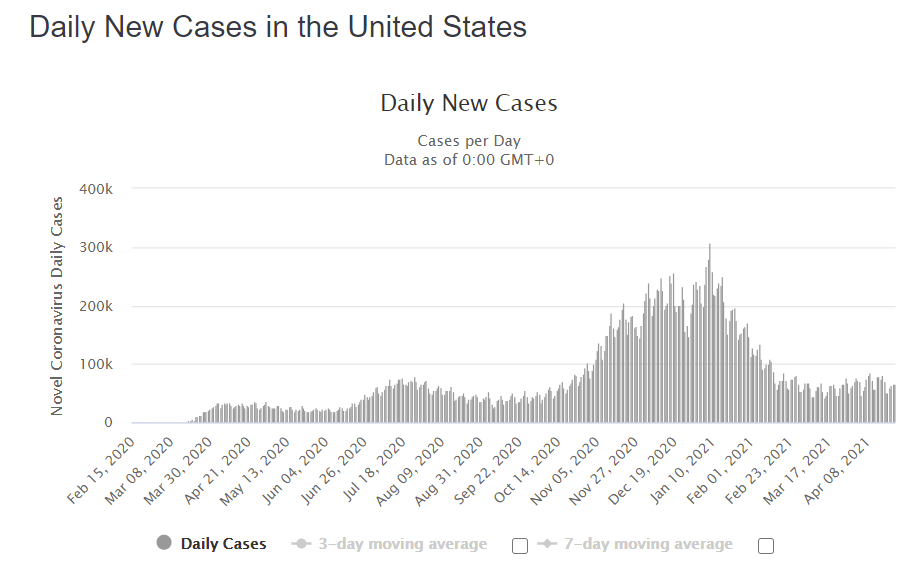 Daily New Cases in the United States
Daily New Cases
Cases per Day
Data as of 0:00 GMT+0
Novel Coronavirus Daily Cases
400k
300k
200k
100k
0
Feb 15, 2020
Mar 08, 2020
Mar 30, 2020
Apr 21, 2020
May 13, 2020
Jun 04, 2020
Jun 26, 2020
Jul 18, 2020
Aug 09, 2020
Aug 31, 2020
Sep 22, 2020
Oct 14, 2020
Nov 05, 2020
Nov 27, 2020
Dec 19, 2020
Jan 10, 2021
Feb 01, 2021
Feb 23, 2021
Mar 17, 2021
Apr 08, 2021
Daily Cases 3-day moving average 7-day moving average